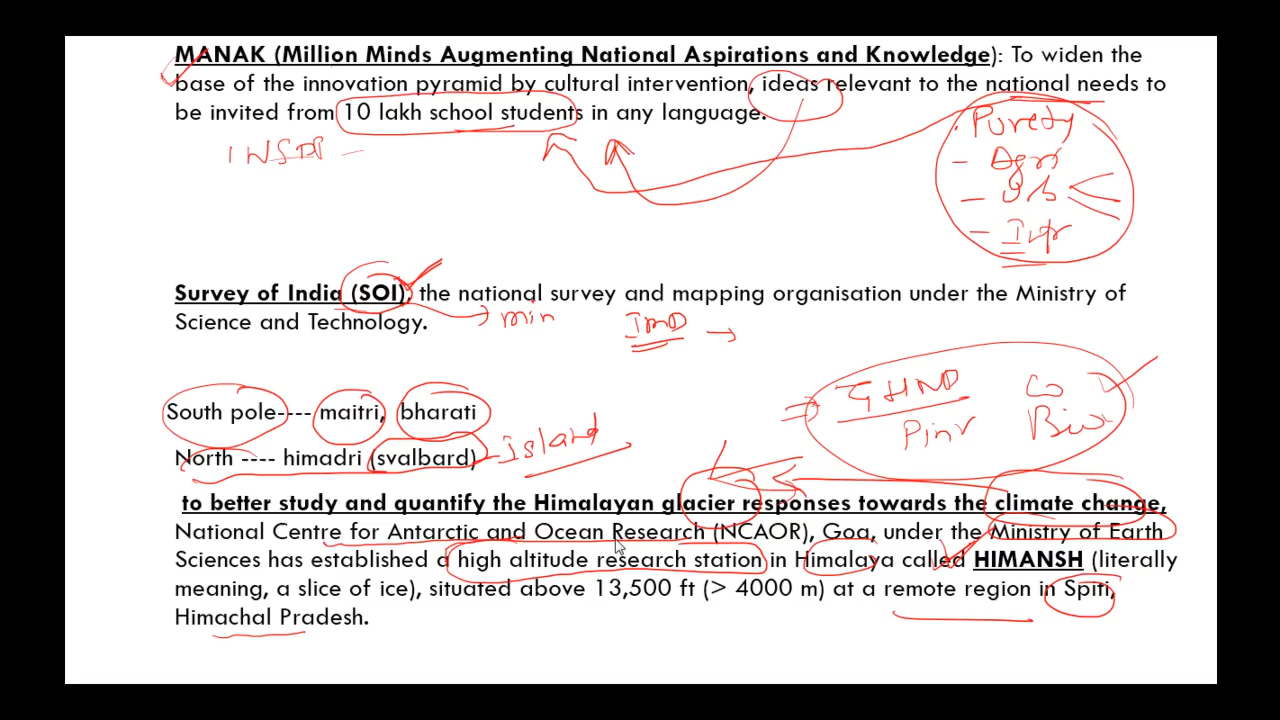 MANAK (Million Minds Augmenting National Aspirations and Knowledge): To widen the
base of the innovation pyramid by cultural intervention, ideas relevant to the national needs to
be invited from 10 lakh school students in any language.
Agri
Survey of India (SOI), the national survey and mapping organisation under the Ministry of
Science and Technology.
min
IMD
South pole---- maitri, bharati
North ---- himadri (svalbard)
Island
to better study and quantify the Himalayan glacier responses towards the climate change,
National Centre for Antarctic and Ocean Research (NCAOR), Goa, under the Ministry of Earth
Sciences has established a high altitude research station in Himalaya called HIMANSH (literally
meaning, a slice of ice), situated above 13,500 ft (> 4000 m) at a remote region in Spiti,
Himachal Pradesh.